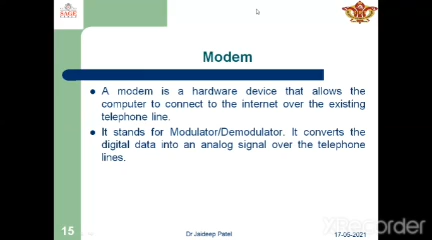 SAGE
Modem
A modem is a hardware device that allows the
computer to connect to the internet over the existing
telephone line.
It stands for Modulator/Demodulator. It converts the
digital data into an analog signal over the telephone
lines.
15
Dr Jaideep Patel
17-05-2021
XRecorder